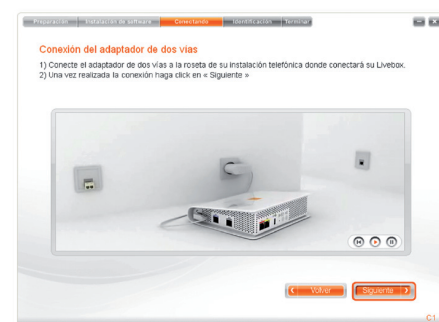 Preparación Instalación de software Conectando Identificación Terminar
Conexión del adaptador de dos vías
1) Conecte el adaptador de dos vías a la roseta de su instalación telefónica donde conectará su Livebox.
2) Una vez realizada la conexión haga click en « Siguiente »
Volver Siguiente
C1.